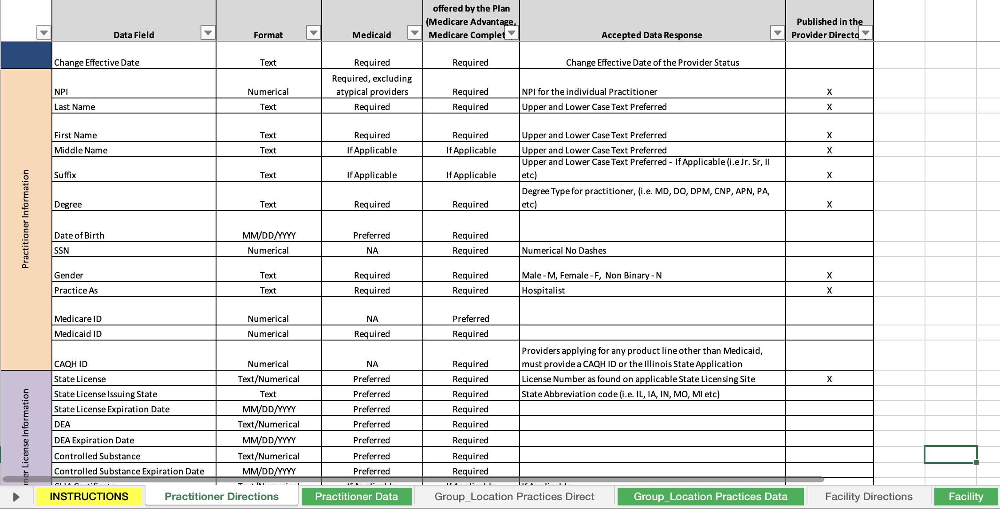 offered by the Plan
(Medicare Advantage, Published in the
Data Field Format Medicaid Medicare Complet Accepted Data Response Provider Directo
Change Effective Date Text Required Required Change Effective Date of the Provider Status
Required, excluding
NPI Numerical atypical providers Required NPI for the individual Practitioner X
Last Name Text Required Required Upper and Lower Case Text Preferred X
First Name Text Required Required Upper and Lower Case Text Preferred X
Middle Name Text If Applicable If Applicable Upper and Lower Case Text Preferred X
Upper and Lower Case Text Preferred - If Applicable (i.e Jr. Sr, II
Suffix Text If Applicable If Applicable etc) X
Degree Type for practitioner, (i.e. MD, DO, DPM, CNP, APN, PA,
Degree Text Required Required etc) X
Practitioner Information
Date of Birth MM/DD/YYYY Preferred Required
SSN Numerical NA Required Numerical No Dashes
Gender Text Required Required Male - M, Female - F, Non Binary - N X
Practice As Text Required Required Hospitalist X
Medicare ID Numerical NA Preferred
Medicaid ID Numerical Required Required
Providers applying for any product line other than Medicaid,
CAQH ID Numerical NA Required must provide a CAQH ID or the Illinois State Application
State License Text/Numerical Preferred Required License Number as found on applicable State Licensing Site X
State License Issuing State Text Preferred Required State Abbreviation code (i.e. IL, IA, IN, MO, MI etc)
State License Expiration Date MM/DD/YYYY Preferred Required
DEA Text/Numerical Preferred Required
ner License Information
DEA Expiration Date MM/DD/YYYY Preferred Required
Controlled Substance Text/Numerical Preferred Required
Controlled Substance Expiration Date MM/DD/YYYY Preferred Required
CLIA Certificate Text/Numerical If Applicable If Applicable If Applicable
INSTRUCTIONS Practitioner Directions Practitioner Data Group_Location Practices Direct Group_Location Practices Data Facility Directions Facility